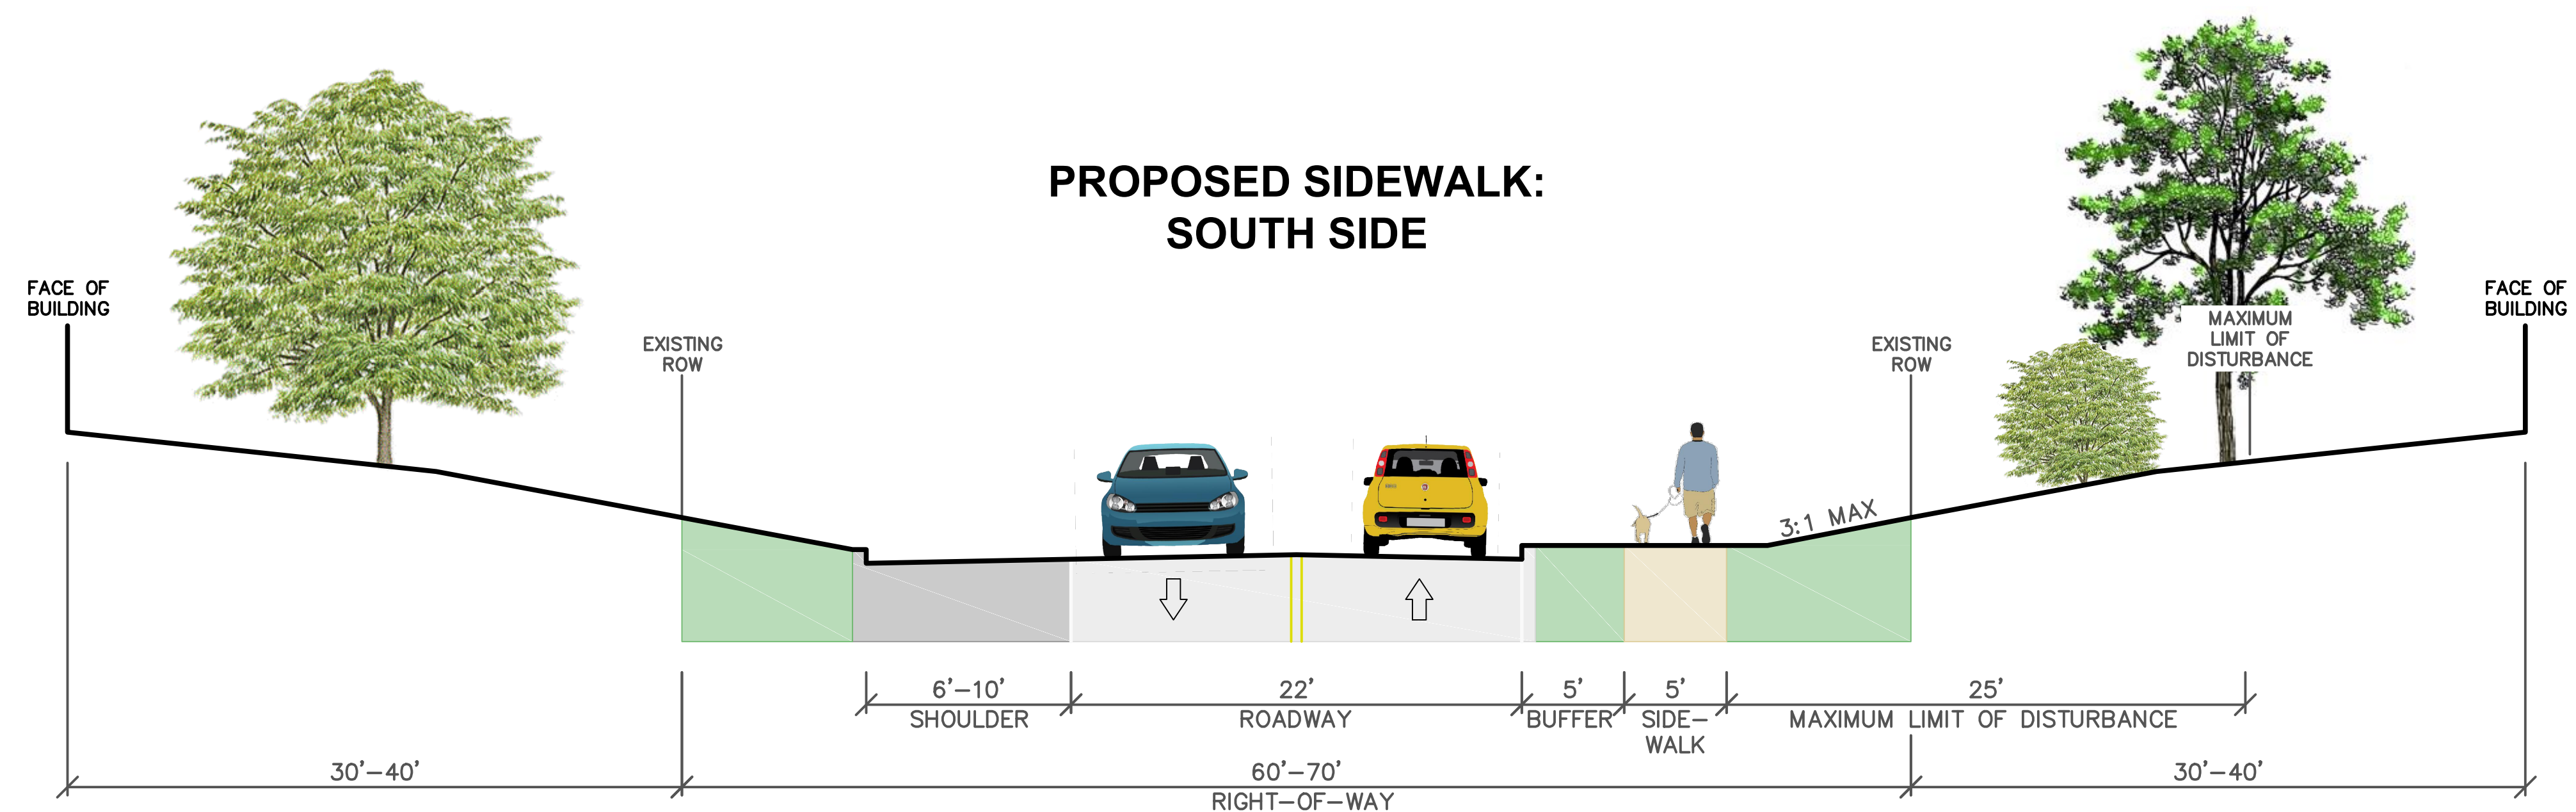 PROPOSED SIDEWALK:
SOUTH SIDE
FACE OF
BUILDING
EXISTING
ROW
EXISTING
ROW
MAXIMUM
LIMIT OF
DISTURBANCE
FACE OF
BUILDING
3:1 MAX
6'-10'
SHOULDER
22'
ROADWAY
5'
BUFFER
5'
SIDE-
WALK
25'
MAXIMUM LIMIT OF DISTURBANCE
30'-40'
60'-70'
RIGHT-OF-WAY
30'-40'